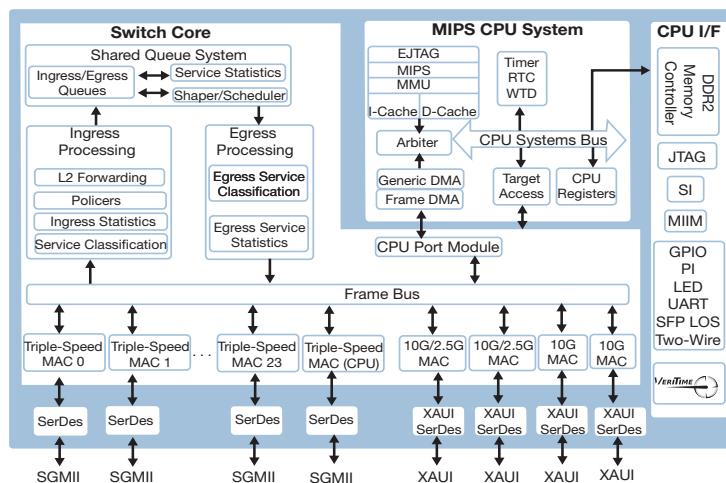 Switch Core
Shared Queue System
Ingress/Egress
Queues
Service Statistics
Shaper/Scheduler
Ingress
Processing
L2 Forwarding
Policers
Ingress Statistics
Service Classification
Egress
Processing
Egress Service
Classification
Egress Service
Statistics
MIPS CPU System
EJTAG
MIPS
MMU
I-Cache D-Cache
Arbiter
Generic DMA
Frame DMA
Timer
RTC
WTD
CPU Systems Bus
Target
Access
CPU
Registers
CPU Port Module
CPU I/F
DDR2
Memory
Controller
JTAG
SI
MIIM
GPIO
PI
LED
UART
SFP LOS
Two-Wire
VERITIME
Frame Bus
Triple-Speed
MAC 0
Triple-Speed
MAC 1
. . .
Triple-Speed
MAC 23
Triple-Speed
MAC (CPU)
10G/2.5G
MAC
10G/2.5G
MAC
10G
MAC
10G
MAC
SerDes
SerDes
SerDes
SerDes
XAUI
SerDes
XAUI
SerDes
XAUI
SerDes
XAUI
SerDes
SGMII
SGMII
SGMII
SGMII
XAUI
XAUI
XAUI
XAUI